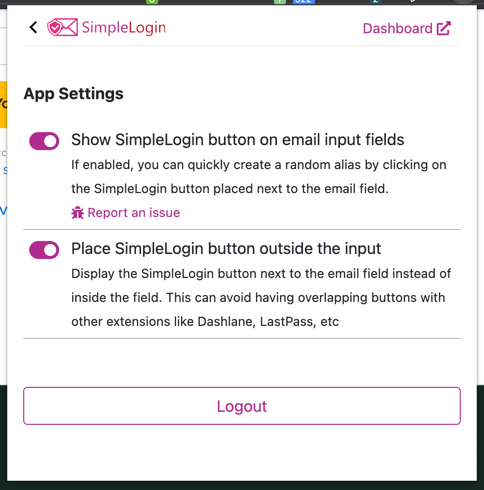 SimpleLogin
Dashboard
App Settings
Show SimpleLogin button on email input fields
If enabled, you can quickly create a random alias by clicking on
the SimpleLogin button placed next to the email field.
Report an issue
Place SimpleLogin button outside the input
Display the SimpleLogin button next to the email field instead of
inside the field. This can avoid having overlapping buttons with
other extensions like Dashlane, LastPass, etc
Logout